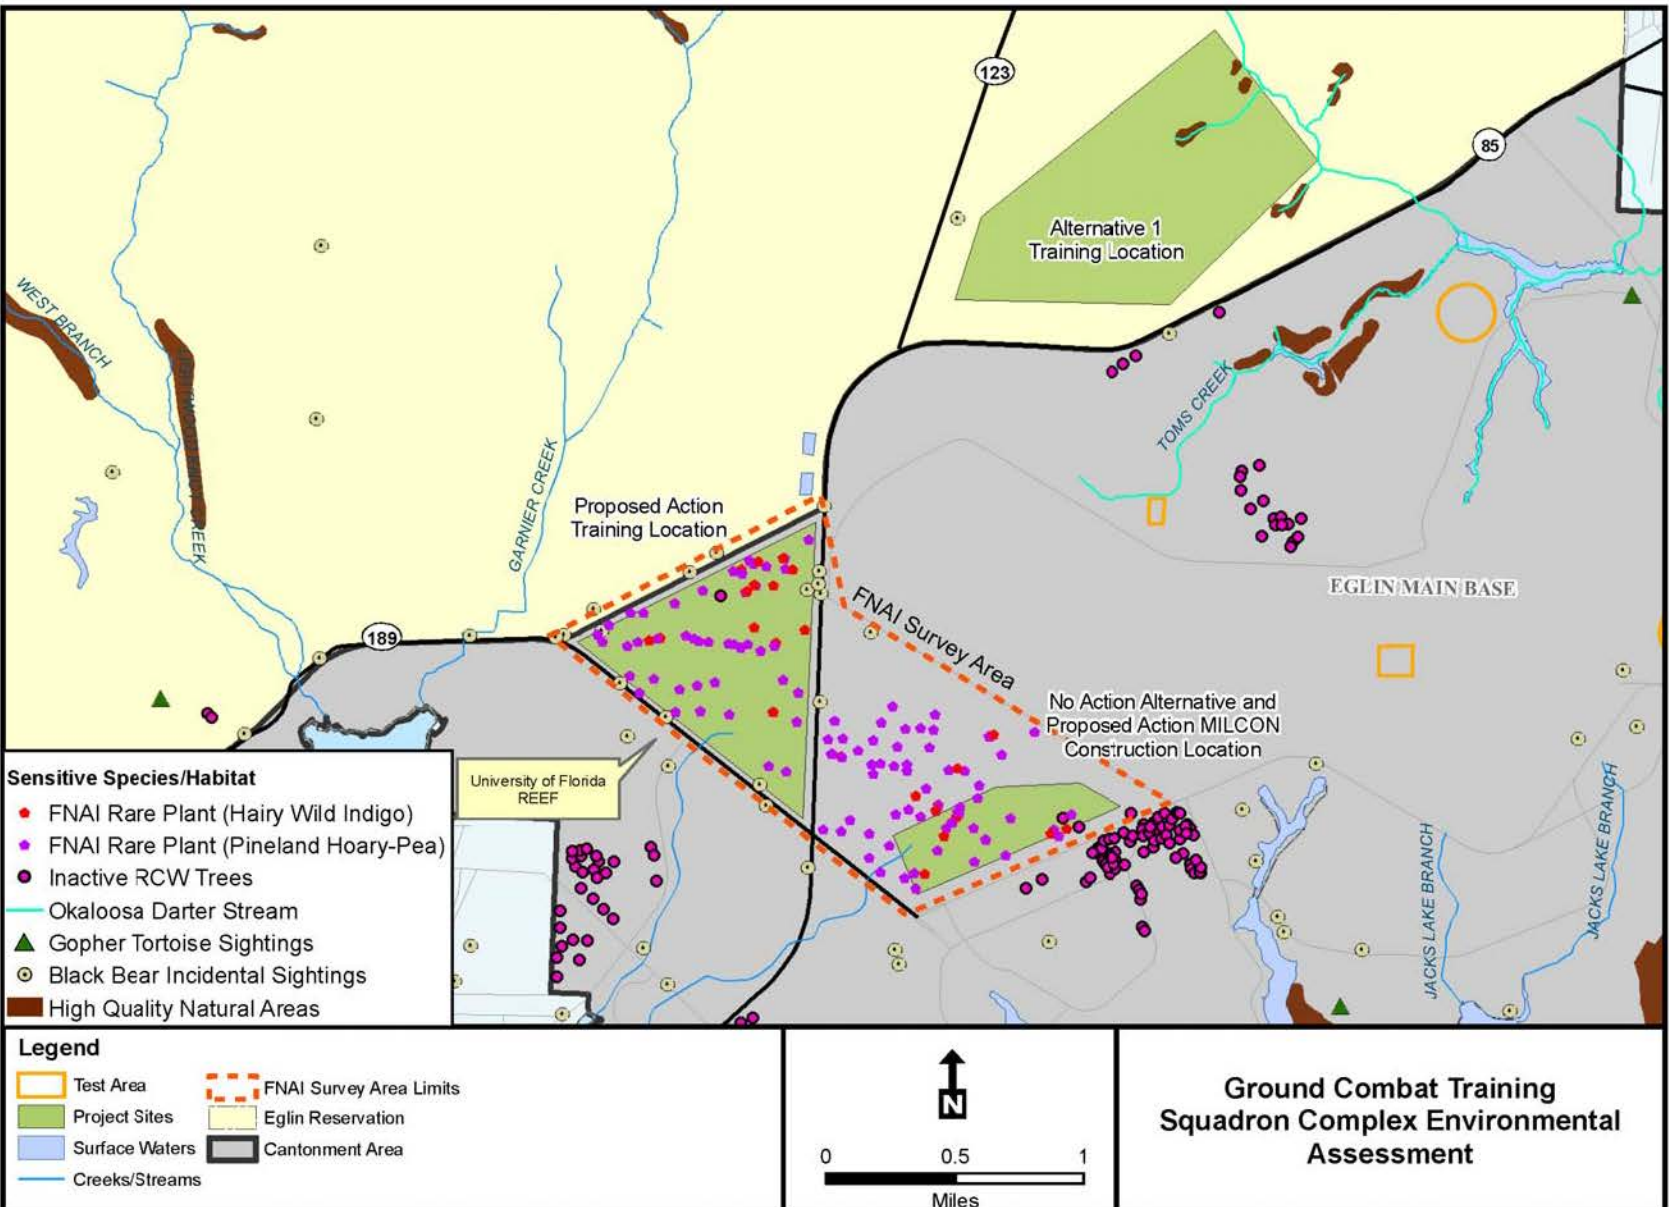 123
85
Alternative 1
Training Location
WEST BRANCH
TOMS CREEK
GARNIER CREEK
Proposed Action
Training Location
EGLIN MAIN BASE
FNAI Survey Area
189
No Action Alternative and
Proposed Action MILCON
Construction Location
University of Florida
REEF
JACKS LAKE BRANCH
JACKS LAKE BRANCH
Sensitive Species/Habitat
FNAI Rare Plant (Hairy Wild Indigo)
FNAI Rare Plant (Pineland Hoary-Pea)
Inactive RCW Trees
Okaloosa Darter Stream
Gopher Tortoise Sightings
Black Bear Incidental Sightings
High Quality Natural Areas
Legend
Test Area
Project Sites
Surface Waters
Creeks/Streams
FNAI Survey Area Limits
Eglin Reservation
Cantonment Area
N
0 0.5 1
Miles
Ground Combat Training
Squadron Complex Environmental
Assessment